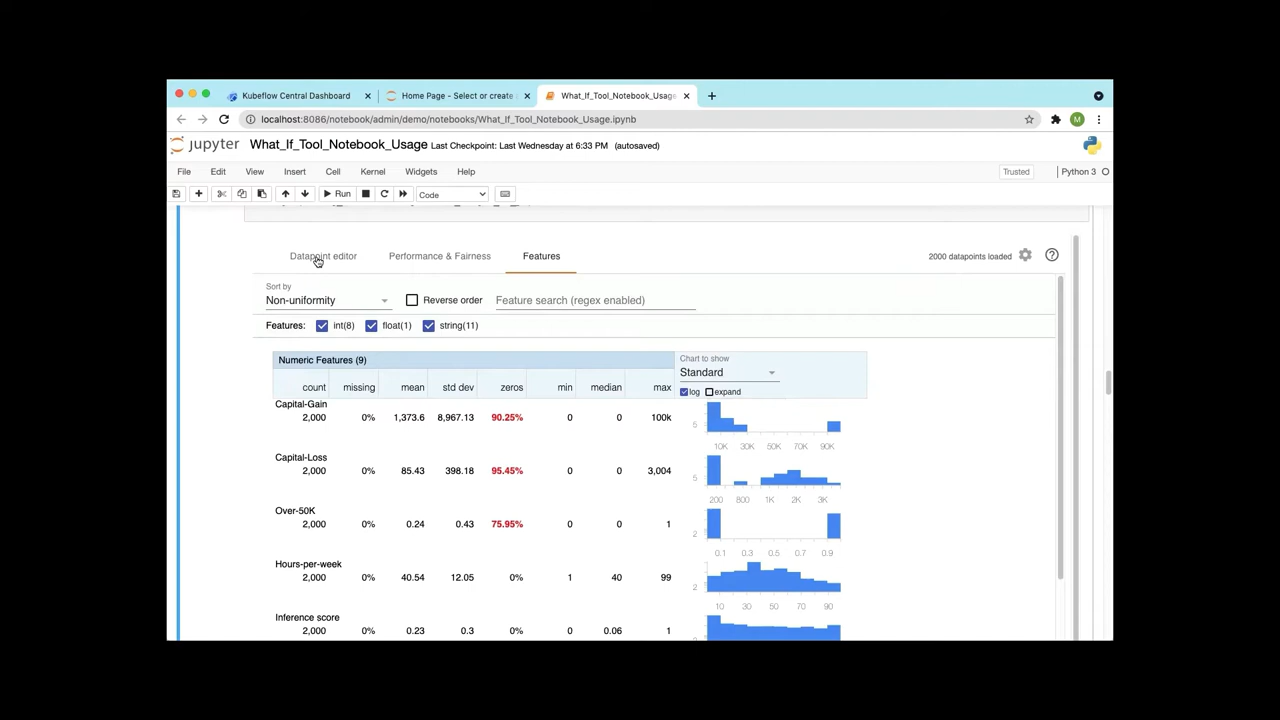 Kubeflow Central Dashboard
Home Page - Select or create
What_If_Tool_Notebook_Usage
localhost:8086/notebook/admin/demo/notebooks/What_If_Tool_Notebook_Usage.ipynb
M
jupyter What_If_Tool_Notebook_Usage Last Checkpoint: Last Wednesday at 6:33 PM (autosaved)
File Edit View Insert Cell Kernel Widgets Help Trusted Python 3
Run Code
Datapoint editor Performance & Fairness Features 2000 datapoints loaded
Sort by
Non-uniformity Reverse order Feature search (regex enabled)
Features: int(8) float(1) string(11)
Numeric Features (9) Chart to show
Standard
count missing mean std dev zeros min median max
log expand
Capital-Gain
2,000 0% 1,373.6 8,967.13 90.25% 0 0 100k 5
10K 30K 50K 70K 90K
Capital-Loss
2,000 0% 85.43 398.18 95.45% 0 0 3,004 5
200 800 1K 2K 3K
Over-50K
2,000 0% 0.24 0.43 75.95% 0 0 1 2
0.1 0.3 0.5 0.7 0.9
Hours-per-week
2,000 0% 40.54 12.05 0% 1 40 99 2
10 30 50 70 90
Inference score
2,000 0% 0.23 0.3 0% 0 0.06 1